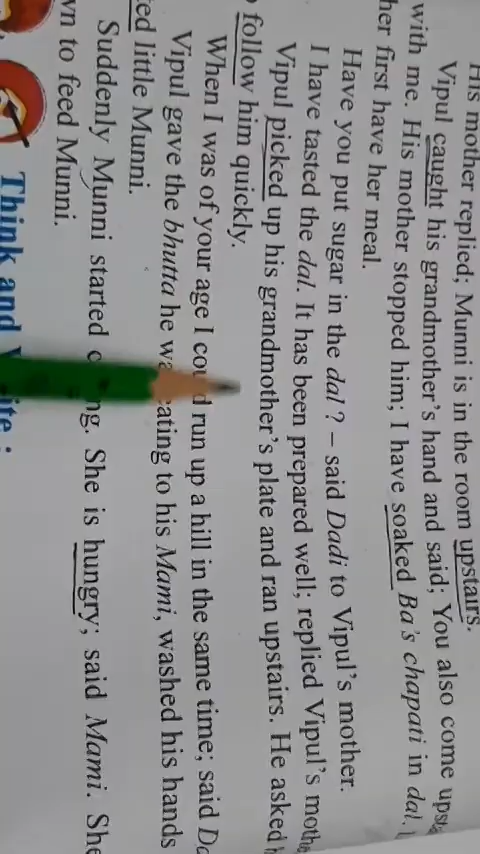 His mother replied; Munni is in the room upstairs.
Vipul caught his grandmother's hand and said; You also come
with me. His mother stopped him; I have soaked Ba's chapati in dal.
her first have her meal.
Have you put sugar in the dal? – said Dadi to Vipul's mother.
I have tasted the dal. It has been prepared well; replied Vipul's
Vipul picked up his grandmother's plate and ran upstairs. He asked
follow him quickly.
When I was of your age I could run up a hill in the same time; said
Vipul gave the bhutta he was eating to his Mami, washed his hands
little Munni.
Suddenly Munni started She is hungry; said Mami. She
to feed Munni.
Think and